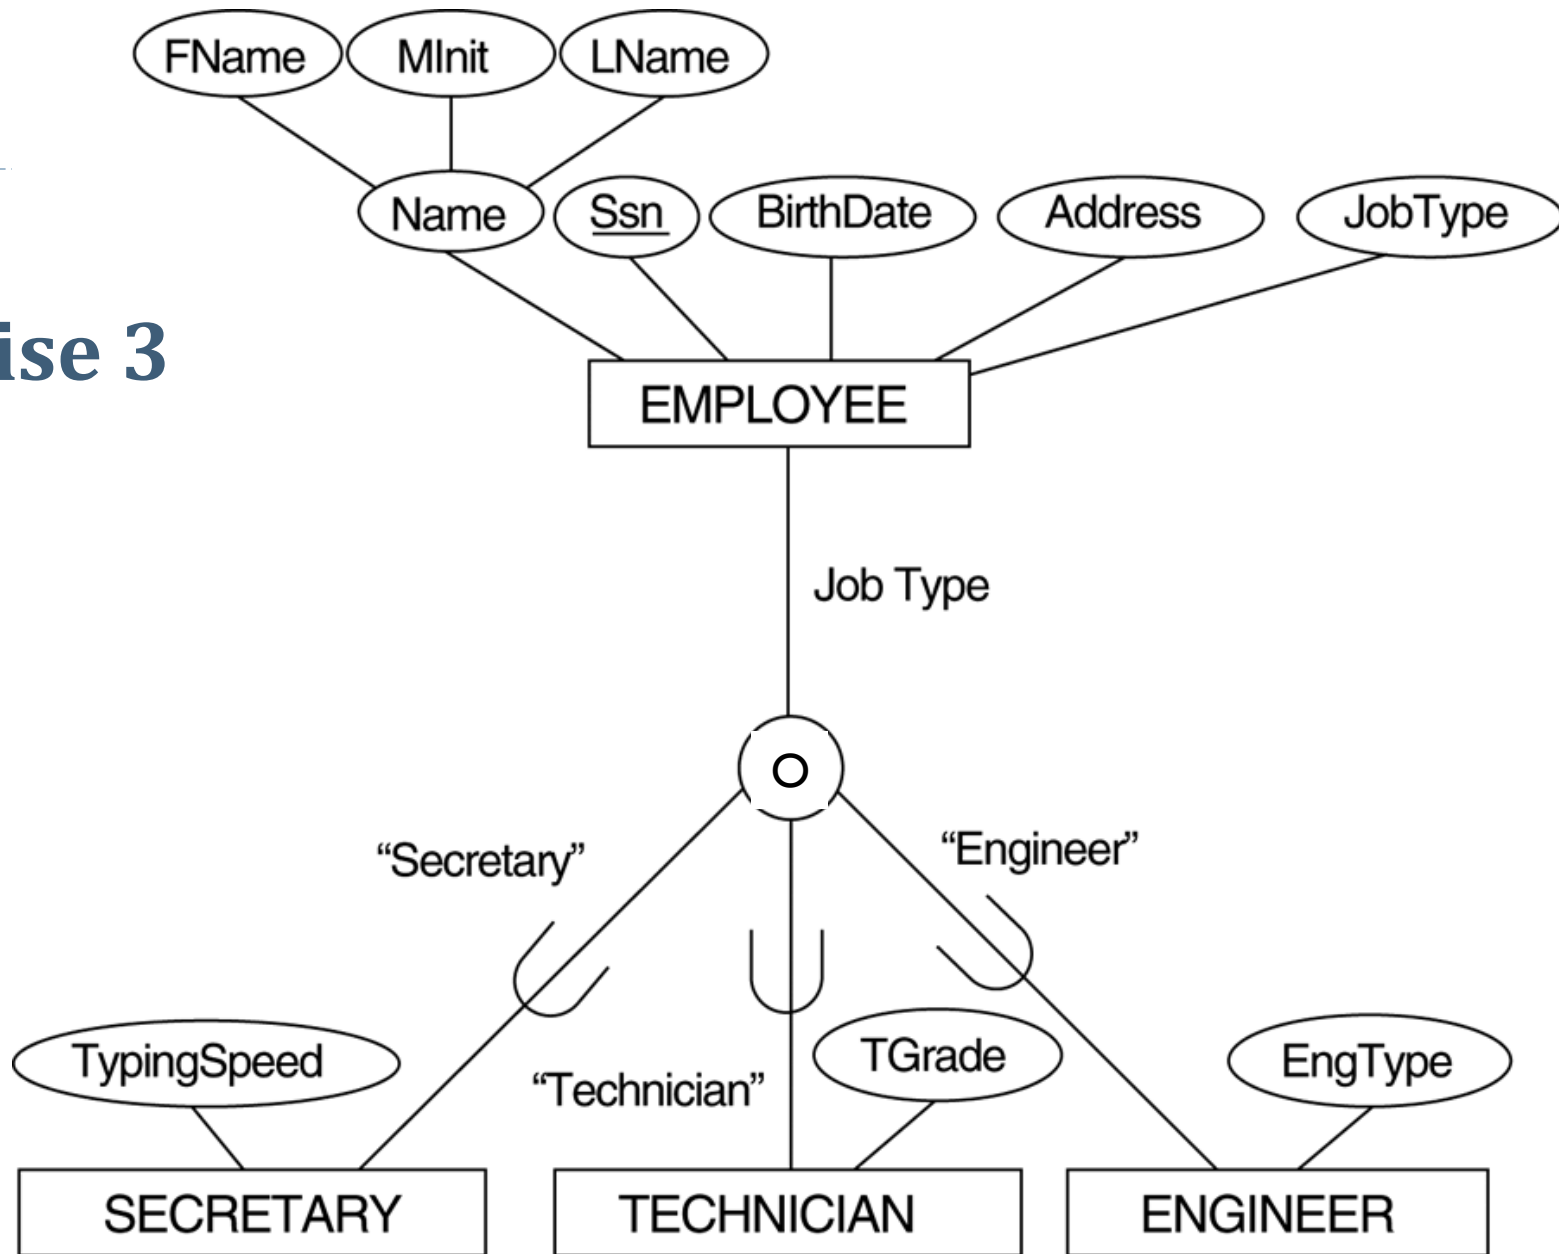 FName MInit LName
Name Ssn BirthDate Address JobType
ise 3
EMPLOYEE
Job Type
O
“Secretary” “Engineer”
TypingSpeed “Technician” TGrade EngType
SECRETARY TECHNICIAN ENGINEER